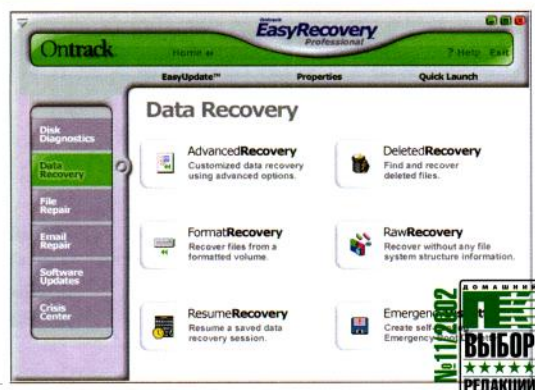 Ontrack
EasyRecovery
Professional
Home
? Help Exit
EasyUpdate™ Properties Quick Launch
Disk
Diagnostics
Data
Recovery
File
Repair
Email
Repair
Software
Updates
Crisis
Center
Data Recovery
AdvancedRecovery
Customized data recovery
using advanced options.
DeletedRecovery
Find and recover
deleted files.
FormatRecovery
Recover files from a
formatted volume.
RawRecovery
Recover without any file
system structure information.
ResumeRecovery
Resume a saved data
recovery session.
Emergenc
Create self-
Emergency
№11/2002
ДОМАШНИЙ
ВЫБОР
РЕДАКЦИИ